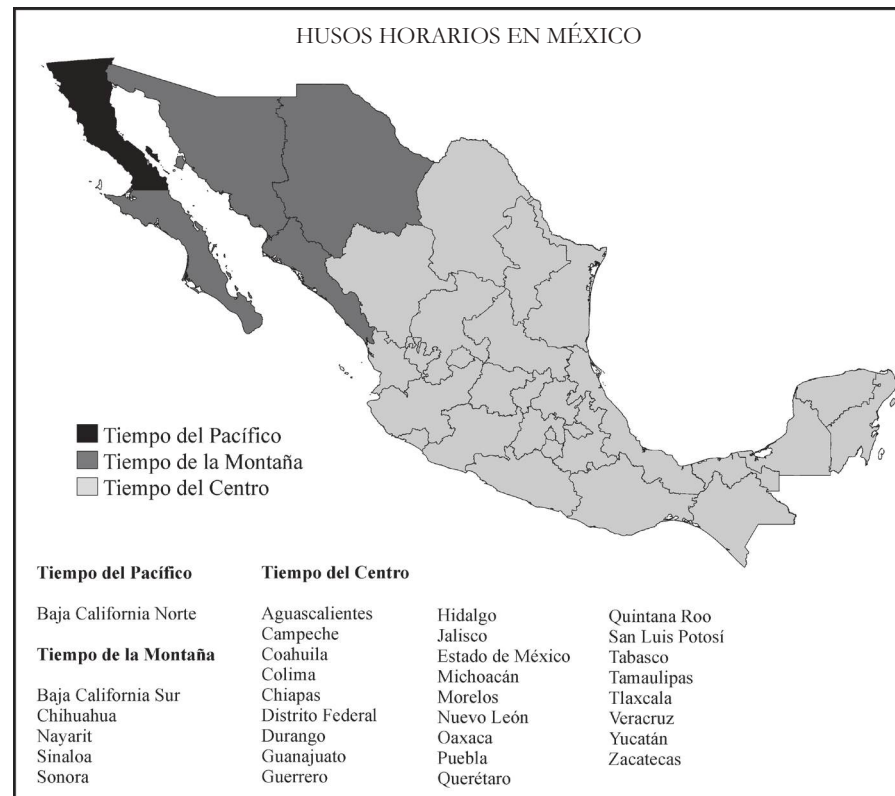 HUSOS HORARIOS EN MÉXICO
Tiempo del Pacífico
Tiempo de la Montaña
Tiempo del Centro
Tiempo del Pacífico
Baja California Norte
Tiempo de la Montaña
Baja California Sur
Chihuahua
Nayarit
Sinaloa
Sonora
Tiempo del Centro
Aguascalientes
Campeche
Coahuila
Colima
Chiapas
Distrito Federal
Durango
Guanajuato
Guerrero
Hidalgo
Jalisco
Estado de México
Michoacán
Morelos
Nuevo León
Oaxaca
Puebla
Querétaro
Quintana Roo
San Luis Potosí
Tabasco
Tamaulipas
Tlaxcala
Veracruz
Yucatán
Zacatecas